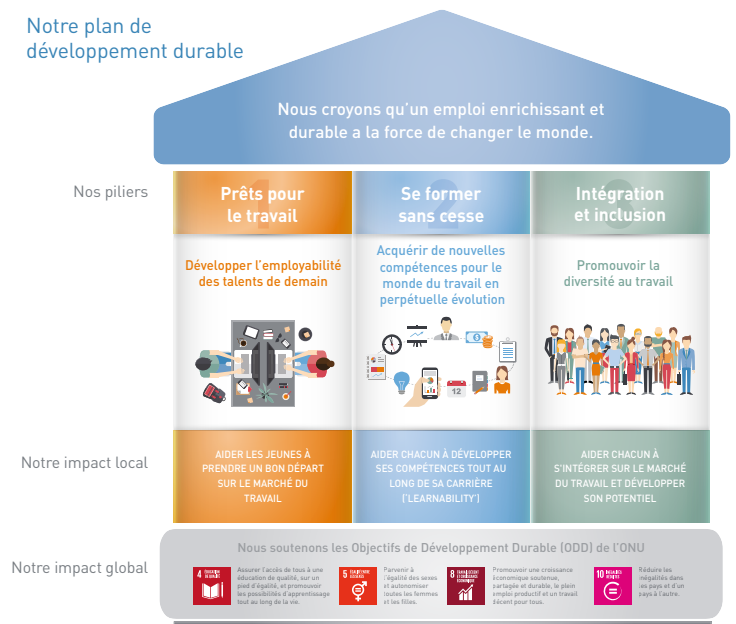 Notre plan de
développement durable
Nous croyons qu'un emploi enrichissant et
durable a la force de changer le monde.
Nos piliers
1
Prêts pour
le travail
2
Se former
sans cesse
3
Intégration
et inclusion
Développer l'employabilité
des talents de demain
Acquérir de nouvelles
compétences pour le
monde du travail en
perpétuelle évolution
Promouvoir la
diversité au travail
12
Notre impact local
AIDER LES JEUNES À
PRENDRE UN BON DÉPART
SUR LE MARCHÉ DU
TRAVAIL
AIDER CHACUN À DÉVELOPPER
SES COMPÉTENCES TOUT AU
LONG DE SA CARRIÈRE
('LEARNABILITY')
AIDER CHACUN À
S'INTÉGRER SUR LE MARCHÉ
DU TRAVAIL ET DÉVELOPPER
SON POTENTIEL
Notre impact global
Nous soutenons les Objectifs de Développement Durable (ODD) de l'ONU
4
Assurer l'accès de tous à une
éducation de qualité, sur un
pied d'égalité, et promouvoir
les possibilités d'apprentissage
tout au long de la vie.
5
Parvenir à
l'égalité des sexes
et autonomiser
toutes les femmes
et les filles.
8
Promouvoir une croissance
économique soutenue,
partagée et durable, le plein
emploi productif et un travail
décent pour tous.
10
Réduire les
inégalités dans
les pays et d'un
pays à l'autre.